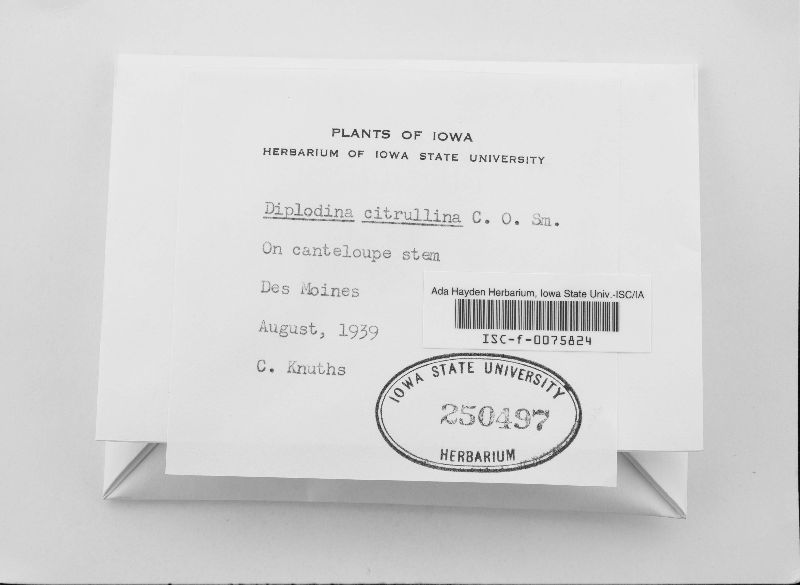 PLANTS OF IOWA
HERBARIUM OF IOWA STATE UNIVERSITY
Diplodina citrullina C. O. Sm.
On canteloupe stem
Des Moines
August, 1939
C. Knuths
Ada Hayden Herbarium, Iowa State Univ.-ISC/IA
ISC-f-0075824
IOWA STATE UNIVERSITY
250497
HERBARIUM